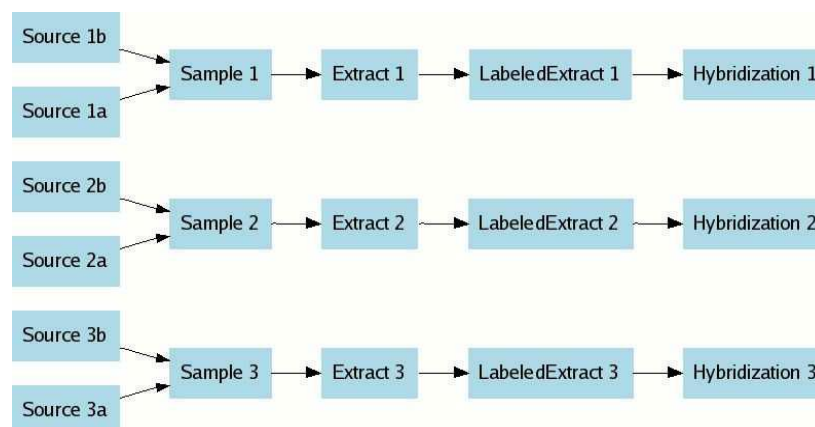 Source 1b
Sample 1 Extract 1 LabeledExtract 1 Hybridization 1
Source 1a
Source 2b
Sample 2 Extract 2 LabeledExtract 2 Hybridization 2
Source 2a
Source 3b
Sample 3 Extract 3 LabeledExtract 3 Hybridization 3
Source 3a